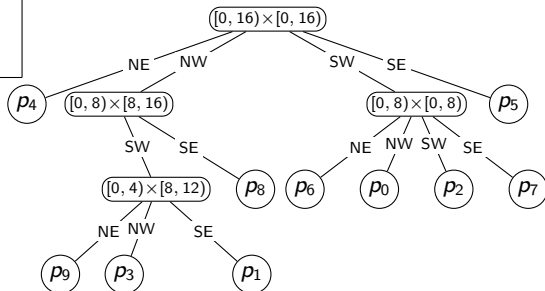 [0, 16)×[0, 16)
NE NW SW SE
p4 [0, 8)×[8, 16) [0, 8)×[0, 8) p5
SW SE NE NW SW SE
[0, 4)×[8, 12) p8 p6 p0 p2 p7
NE NW SE
p9 p3 p1